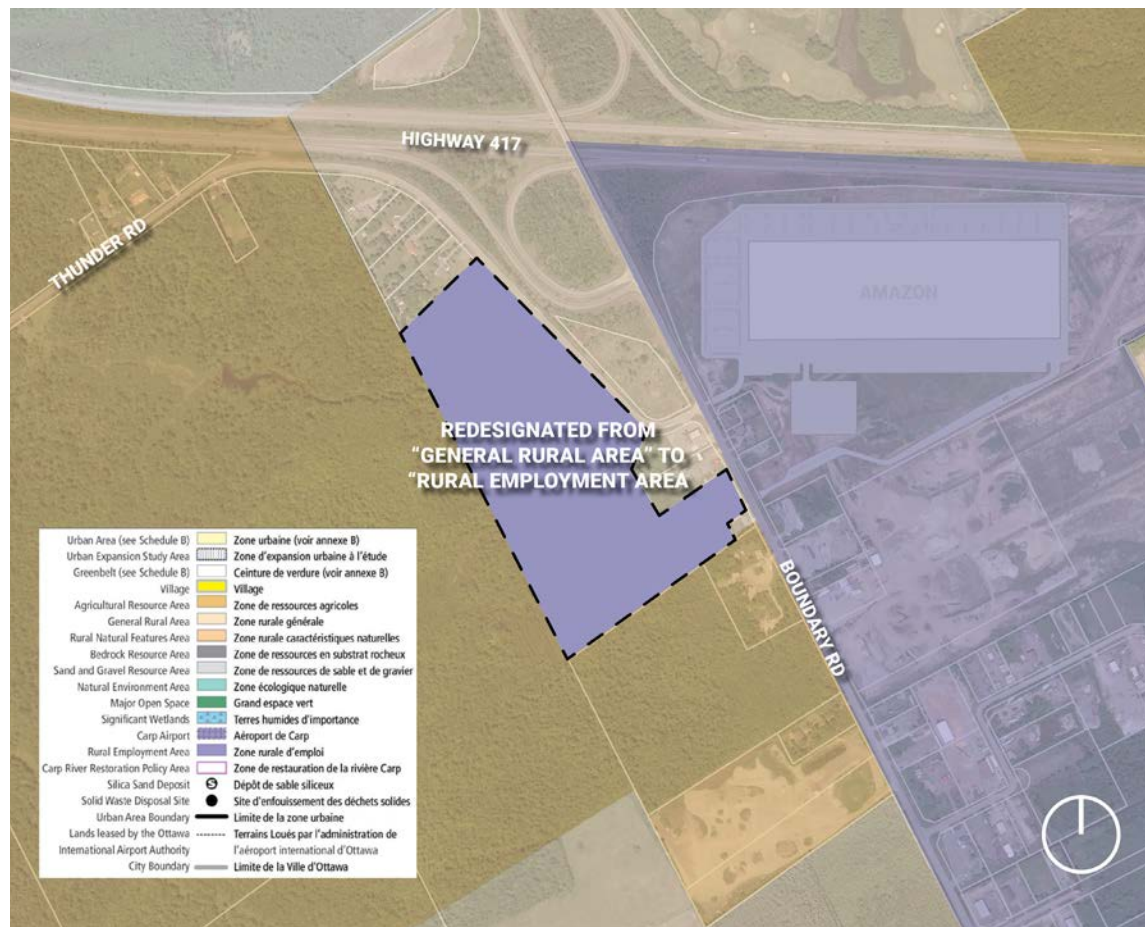 HIGHWAY 417
THUNDER RD
AMAZON
REDESIGNATED FROM
“GENERAL RURAL AREA” TO
“RURAL EMPLOYMENT AREA
BOUNDARY RD
Urban Area (see Schedule B) Zone urbaine (voir annexe B)
Urban Expansion Study Area Zone d'expansion urbaine à l'étude
Greenbelt (see Schedule B) Ceinture de verdure (voir annexe B)
Village Village
Agricultural Resource Area Zone de ressources agricoles
General Rural Area Zone rurale générale
Rural Natural Features Area Zone rurale caractéristiques naturelles
Bedrock Resource Area Zone de ressources en substrat rocheux
Sand and Gravel Resource Area Zone de ressources de sable et de gravier
Natural Environment Area Zone écologique naturelle
Major Open Space Grand espace vert
Significant Wetlands Terres humides d'importance
Carp Airport Aéroport de Carp
Rural Employment Area Zone rurale d'emploi
Carp River Restoration Policy Area Zone de restauration de la rivière Carp
Silica Sand Deposit S Dépôt de sable siliceux
Solid Waste Disposal Site Site d'enfouissement des déchets solides
Urban Area Boundary Limite de la zone urbaine
Lands leased by the Ottawa Terrains Loués par l'administration de
International Airport Authority l'aéroport international d'Ottawa
City Boundary Limite de la Ville d'Ottawa